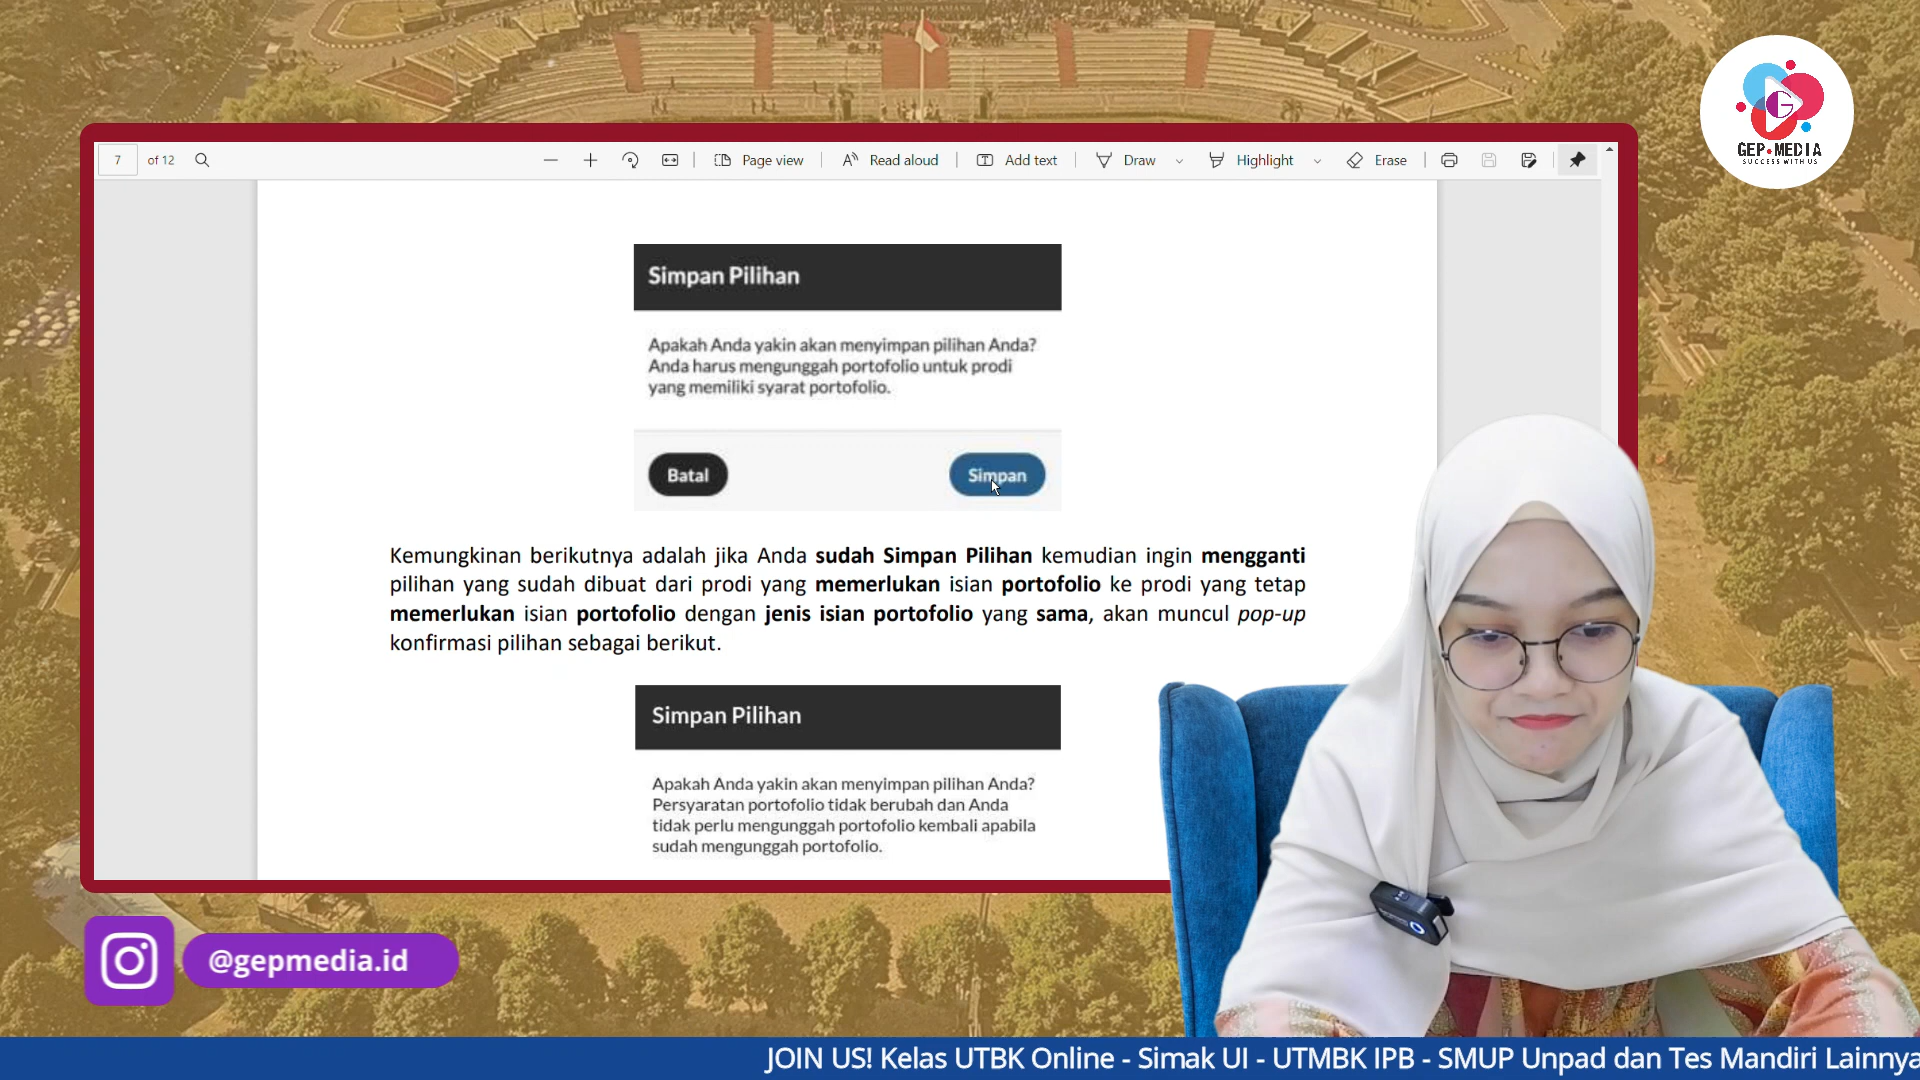 GEP•MEDIA
SUCCESS WITH US
7 of 12
Page view
Read aloud
Add text
Draw
Highlight
Erase
Simpan Pilihan
Apakah Anda yakin akan menyimpan pilihan Anda?
Anda harus mengunggah portofolio untuk prodi
yang memiliki syarat portofolio.
Batal
Simpan
Kemungkinan berikutnya adalah jika Anda sudah Simpan Pilihan kemudian ingin mengganti
pilihan yang sudah dibuat dari prodi yang memerlukan isian portofolio ke prodi yang tetap
memerlukan isian portofolio dengan jenis isian portofolio yang sama, akan muncul pop-up
konfirmasi pilihan sebagai berikut.
Simpan Pilihan
Apakah Anda yakin akan menyimpan pilihan Anda?
Persyaratan portofolio tidak berubah dan Anda
tidak perlu mengunggah portofolio kembali apabila
sudah mengunggah portofolio.
@gepmedia.id
JOIN US! Kelas UTBK Online - Simak UI - UTMBK IPB - SMUP Unpad dan Tes Mandiri Lainnya